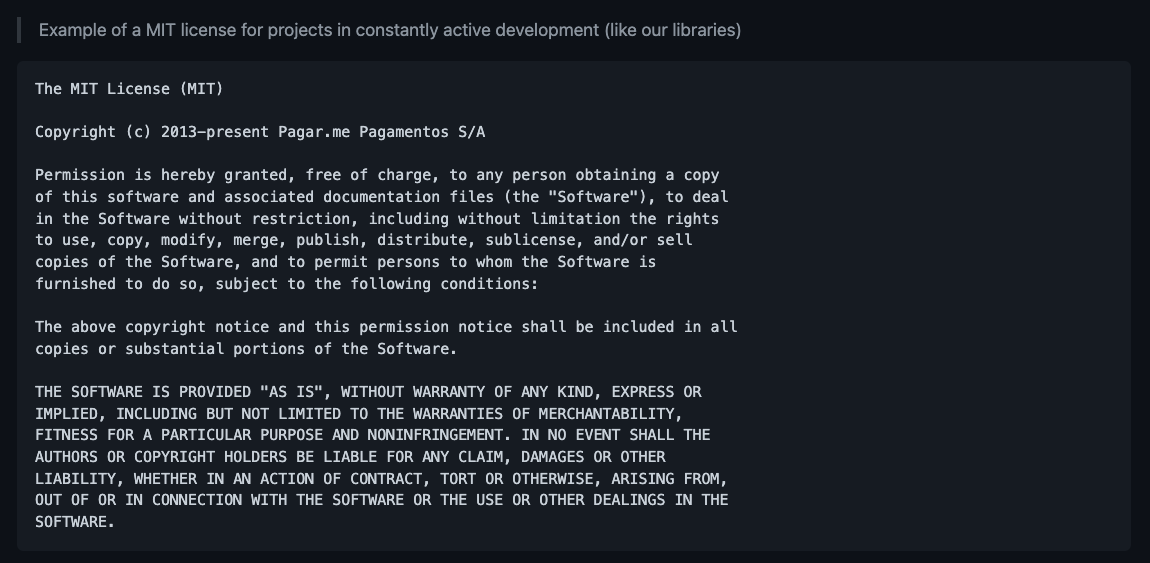 Example of a MIT license for projects in constantly active development (like our libraries)
The MIT License (MIT)
Copyright (c) 2013-present Pagar.me Pagamentos S/A
Permission is hereby granted, free of charge, to any person obtaining a copy
of this software and associated documentation files (the "Software"), to deal
in the Software without restriction, including without limitation the rights
to use, copy, modify, merge, publish, distribute, sublicense, and/or sell
copies of the Software, and to permit persons to whom the Software is
furnished to do so, subject to the following conditions:
The above copyright notice and this permission notice shall be included in all
copies or substantial portions of the Software.
THE SOFTWARE IS PROVIDED "AS IS", WITHOUT WARRANTY OF ANY KIND, EXPRESS OR
IMPLIED, INCLUDING BUT NOT LIMITED TO THE WARRANTIES OF MERCHANTABILITY,
FITNESS FOR A PARTICULAR PURPOSE AND NONINFRINGEMENT. IN NO EVENT SHALL THE
AUTHORS OR COPYRIGHT HOLDERS BE LIABLE FOR ANY CLAIM, DAMAGES OR OTHER
LIABILITY, WHETHER IN AN ACTION OF CONTRACT, TORT OR OTHERWISE, ARISING FROM,
OUT OF OR IN CONNECTION WITH THE SOFTWARE OR THE USE OR OTHER DEALINGS IN THE
SOFTWARE.